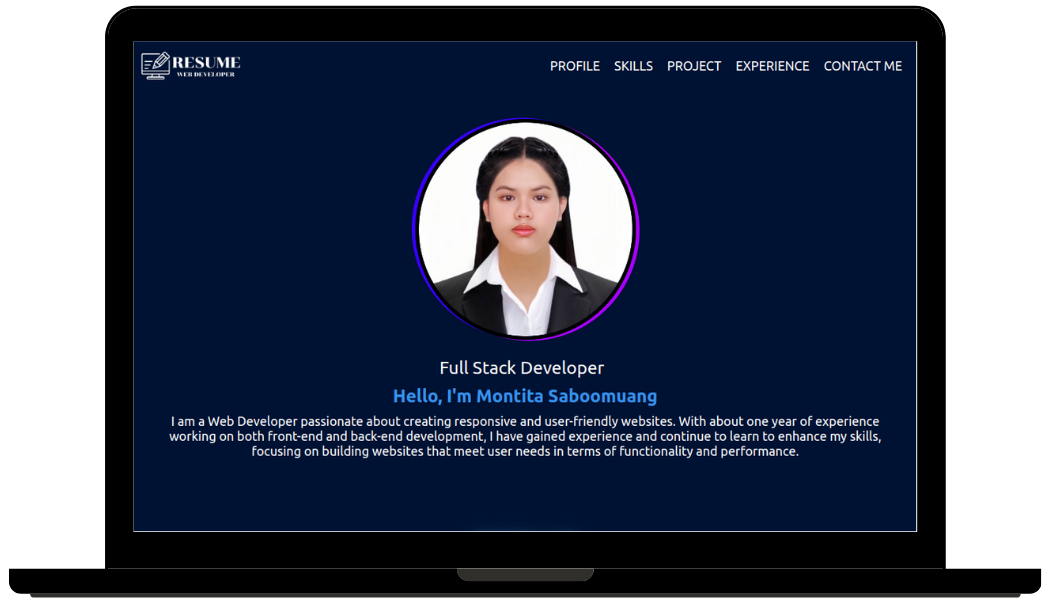 RESUME
WEB DEVELOPER
PROFILE SKILLS PROJECT EXPERIENCE CONTACT ME
Full Stack Developer
Hello, I'm Montita Saboomuang
I am a Web Developer passionate about creating responsive and user-friendly websites. With about one year of experience
working on both front-end and back-end development, I have gained experience and continue to learn to enhance my skills,
focusing on building websites that meet user needs in terms of functionality and performance.